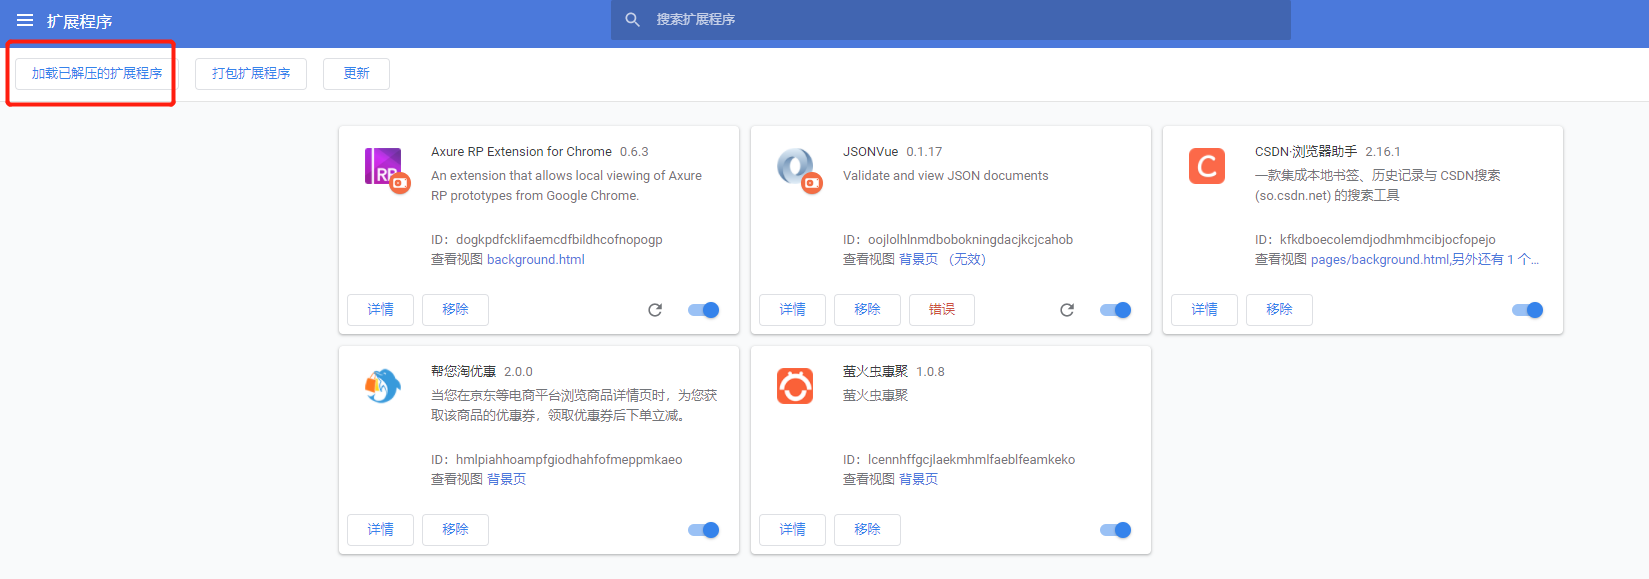 扩展程序
搜索扩展程序
加载已解压的扩展程序
打包扩展程序
更新
Axure RP Extension for Chrome 0.6.3
An extension that allows local viewing of Axure
RP prototypes from Google Chrome.
ID: dogkpdfcklifaemcdfbildhcofnopogp
查看视图 background.html
详情
移除
JSONVue 0.1.17
Validate and view JSON documents
ID: oojlolhlnmdbobokningdacjkcjcahob
查看视图 背景页 （无效）
详情
移除
错误
C
CSDN·浏览器助手 2.16.1
一款集成本地书签、历史记录与 CSDN搜索
(so.csdn.net) 的搜索工具
ID: kfkdboecolemdjodhmhmcibjocfopejo
查看视图 pages/background.html,另外还有 1 个...
详情
移除
帮您淘优惠 2.0.0
当您在京东等电商平台浏览商品详情页时，为您获
取该商品的优惠券，领取优惠券后下单立减。
ID: hmlpiahhoampfgiodhahfofmeppmkaeo
查看视图 背景页
详情
移除
萤火虫惠聚 1.0.8
萤火虫惠聚
ID: lcennhffgcjlaekmhmlfaeblfeamkeko
查看视图 背景页
详情
移除